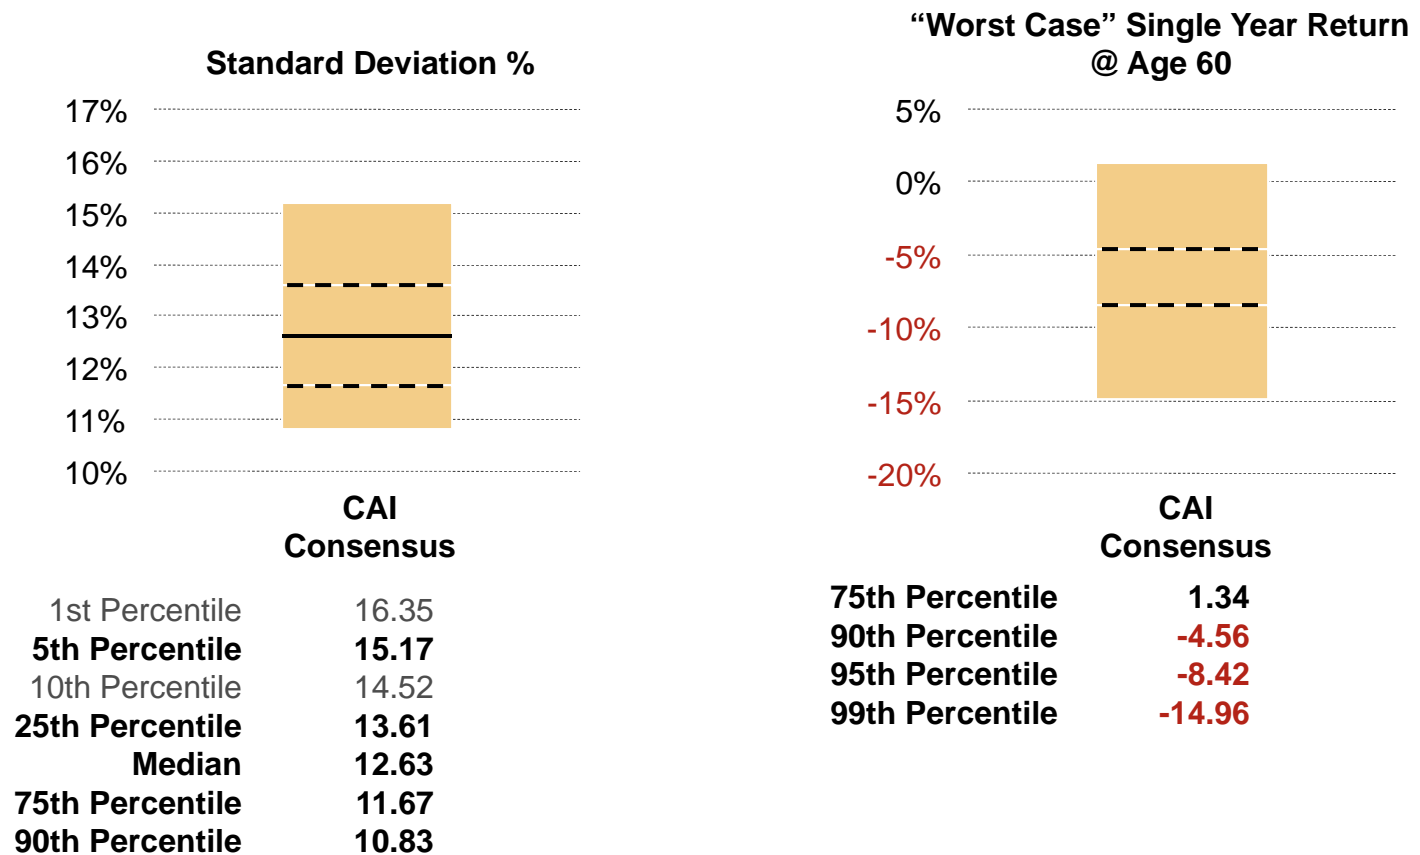 Standard Deviation %
17%
16%
15%
14%
13%
12%
11%
10%
CAI
Consensus
1st Percentile 16.35
5th Percentile 15.17
10th Percentile 14.52
25th Percentile 13.61
Median 12.63
75th Percentile 11.67
90th Percentile 10.83
“Worst Case” Single Year Return
@ Age 60
5%
0%
-5%
-10%
-15%
-20%
CAI
Consensus
75th Percentile 1.34
90th Percentile -4.56
95th Percentile -8.42
99th Percentile -14.96